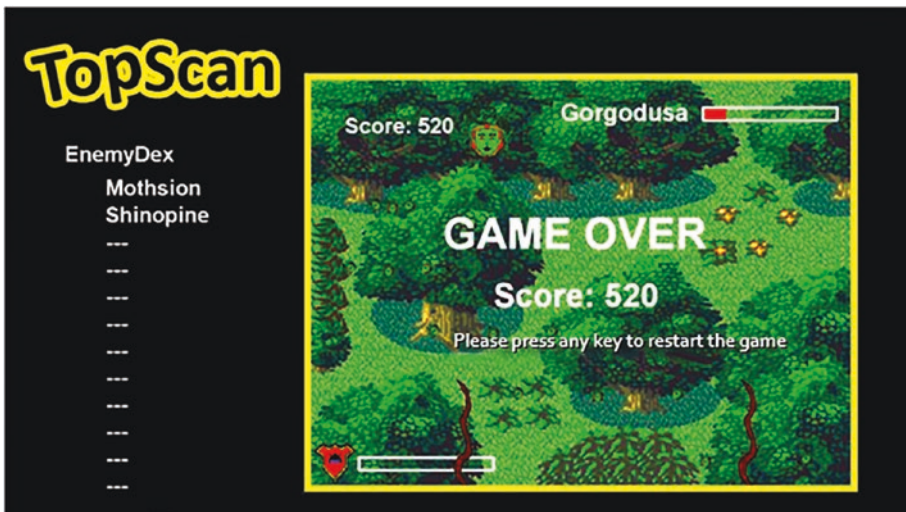 TopScan
EnemyDex
Mothsion
Shinopine
---
---
---
---
---
---
---
---
---
---
Score: 520
Gorgodusa
GAME OVER
Score: 520
Please press any key to restart the game